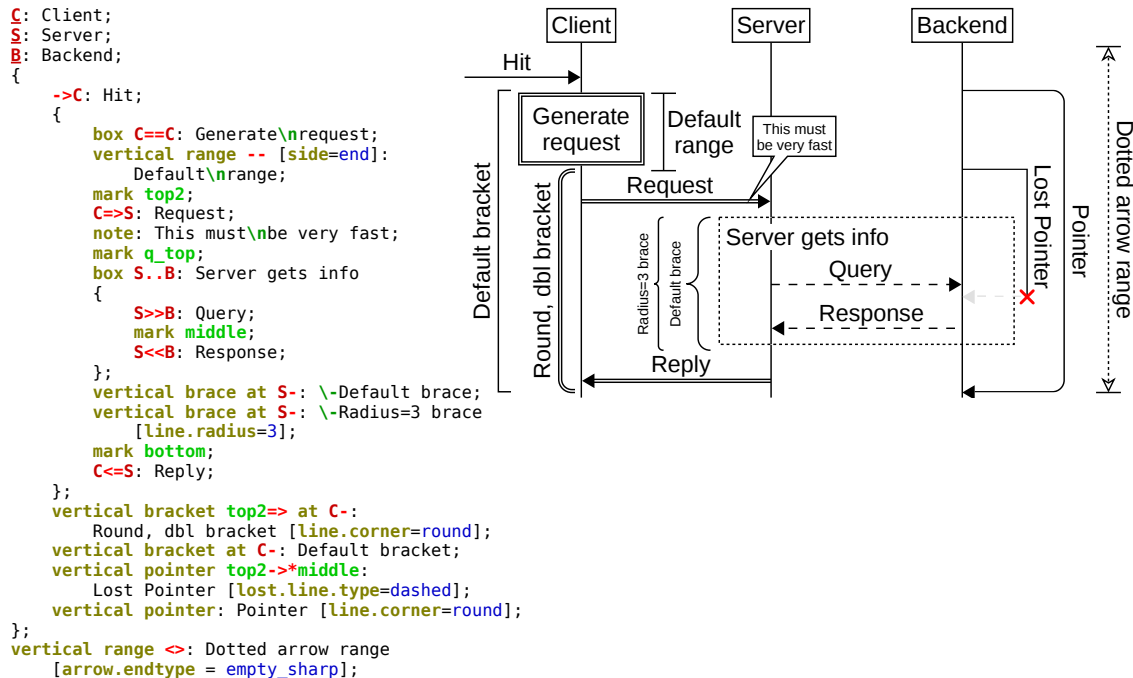 C: Client;
S: Server;
B: Backend;
{
    ->C: Hit;
    {
        box C==C: Generate\nrequest;
        vertical range -- [side=end]:
            Default\nrange;
        mark top2;
        C=>S: Request;
        note: This must\nbe very fast;
        mark q_top;
        box S..B: Server gets info
        {
            S>>B: Query;
            mark middle;
            S<<B: Response;
        };
        vertical brace at S-: \-Default brace;
        vertical brace at S-: \-Radius=3 brace
            [line.radius=3];
        mark bottom;
        C<=S: Reply;
    };
    vertical bracket top2=> at C-:
        Round, dbl bracket [line.corner=round];
    vertical bracket at C-: Default bracket;
    vertical pointer top2->*middle:
        Lost Pointer [lost.line.type=dashed];
    vertical pointer: Pointer [line.corner=round];
};
vertical range <>: Dotted arrow range
    [arrow.endtype = empty_sharp];
Client
Server
Backend
Hit
Generate
request
Default
range
This must
be very fast
Request
Server gets info
Query
Response
Reply
Default bracket
Round, dbl bracket
Radius=3 brace
Default brace
Lost Pointer
Pointer
Dotted arrow range